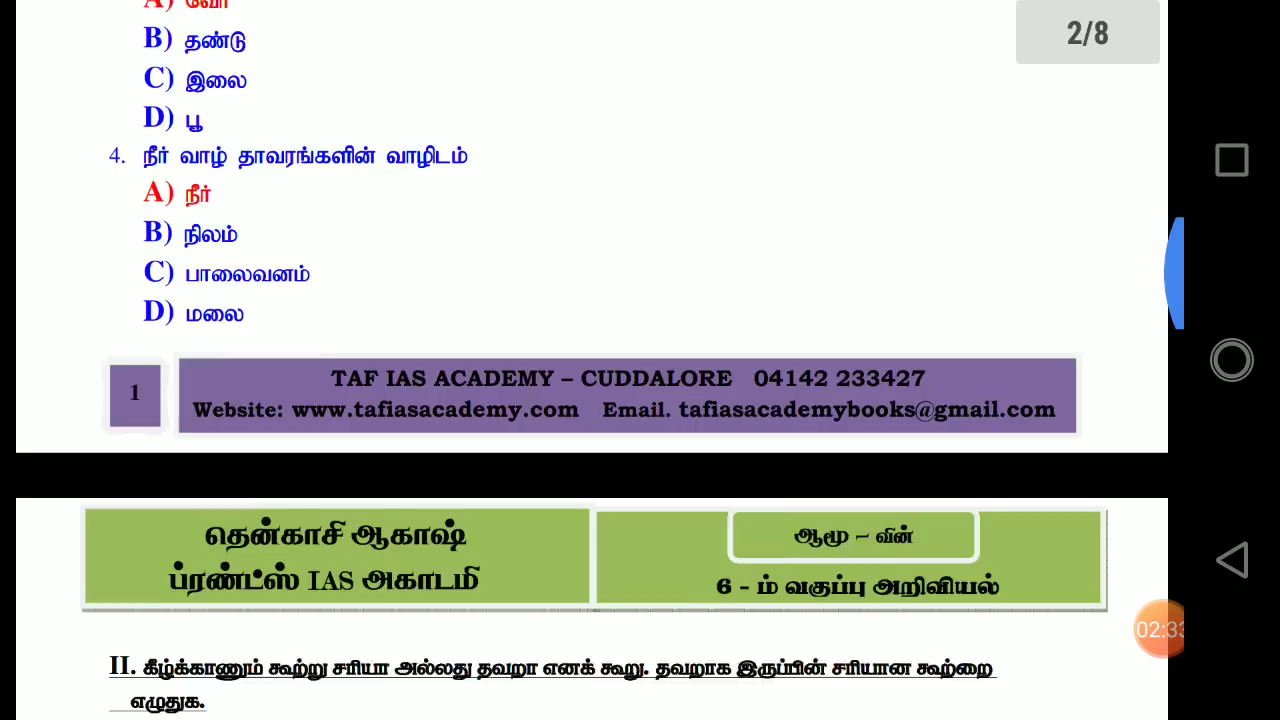 A) வேர்
2/8
B) தண்டு
C) இலை
D) பூ
4. நீர் வாழ் தாவரங்களின் வாழிடம்
A) நீர்
B) நிலம்
C) பாலைவனம்
D) மலை
1
TAF IAS ACADEMY – CUDDALORE 04142 233427
Website: www.tafiasacademy.com Email. tafiasacademybooks@gmail.com
தென்காசி ஆகாஷ்
ப்ரண்ட்ஸ் IAS அகாடமி
ஆமூ – வின்
6 - ம் வகுப்பு அறிவியல்
02:33
II. கீழ்க்காணும் கூற்று சரியா அல்லது தவறா எனக் கூறு. தவறாக இருப்பின் சரியான கூற்றை
எழுதுக.